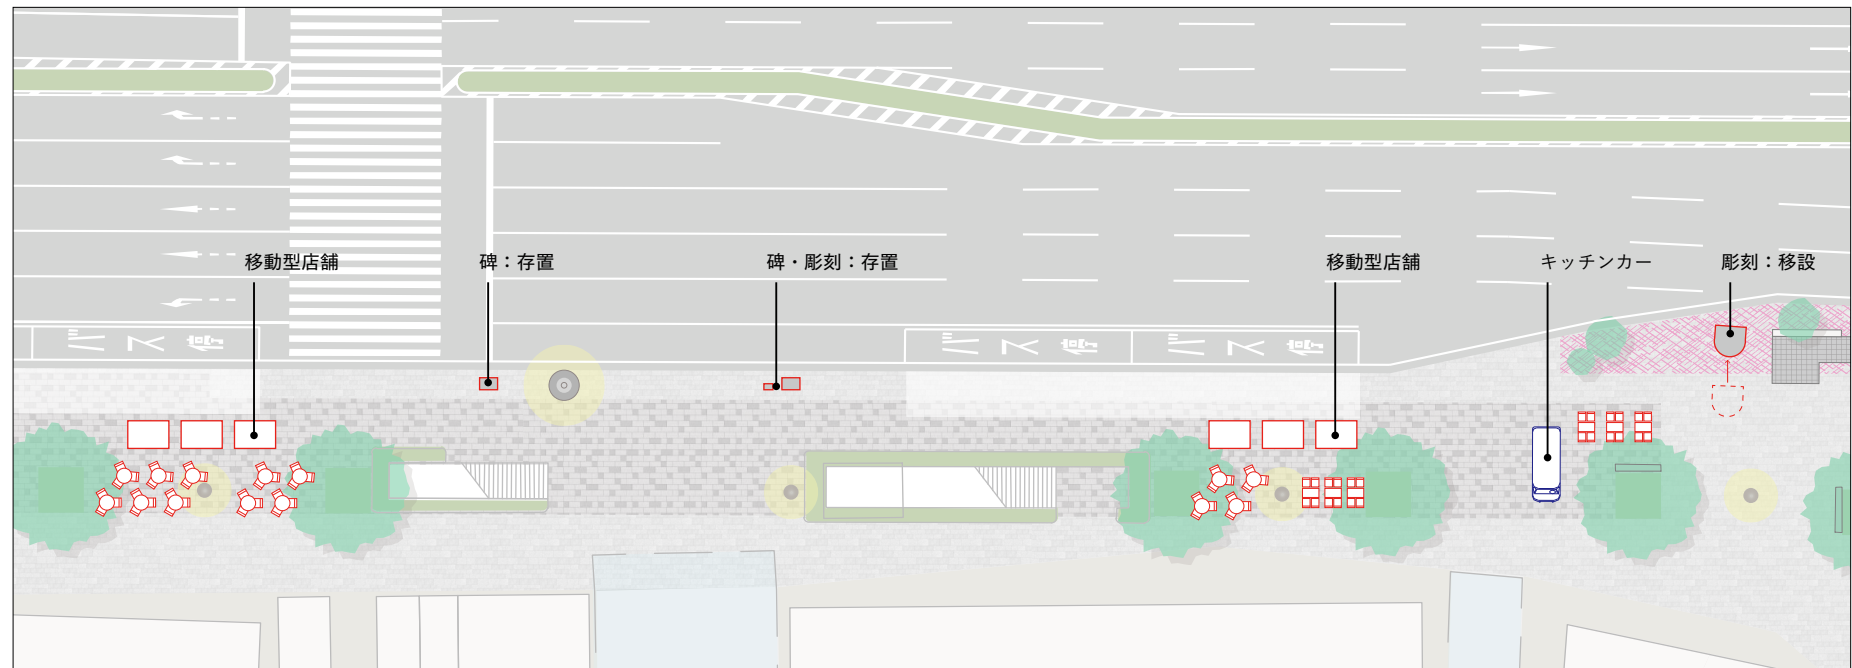 移動型店舗
碑：存置
碑・彫刻：存置
移動型店舗
キッチンカー
彫刻：移設